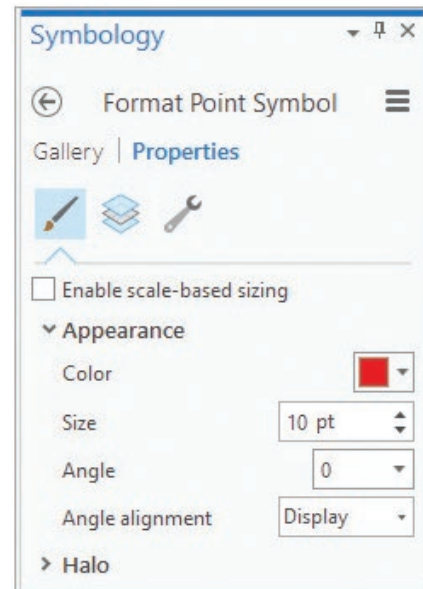 Symbology
Format Point Symbol
Gallery | Properties
Enable scale-based sizing
Appearance
Color
Size 10 pt
Angle 0
Angle alignment Display
Halo